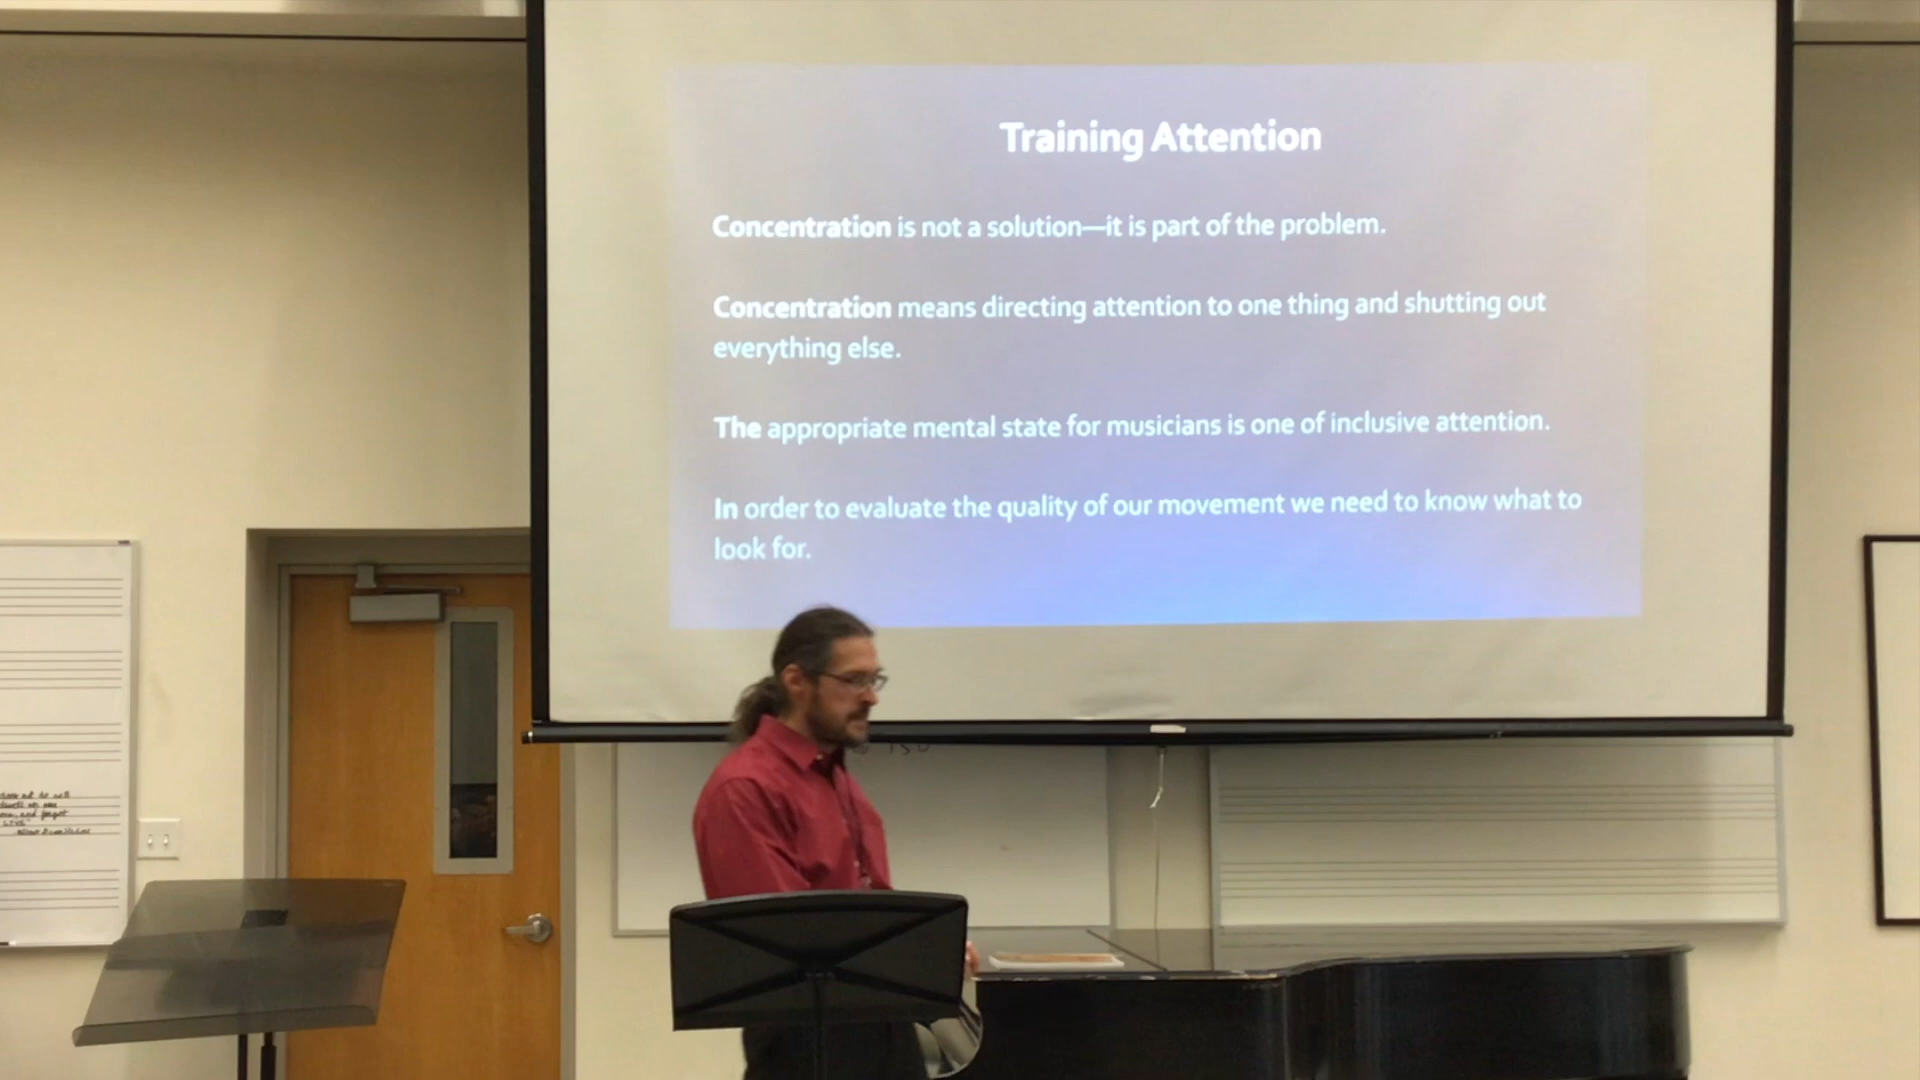 Training Attention
Concentration is not a solution—it is part of the problem.
Concentration means directing attention to one thing and shutting out
everything else.
The appropriate mental state for musicians is one of inclusive attention.
In order to evaluate the quality of our movement we need to know what to
look for.